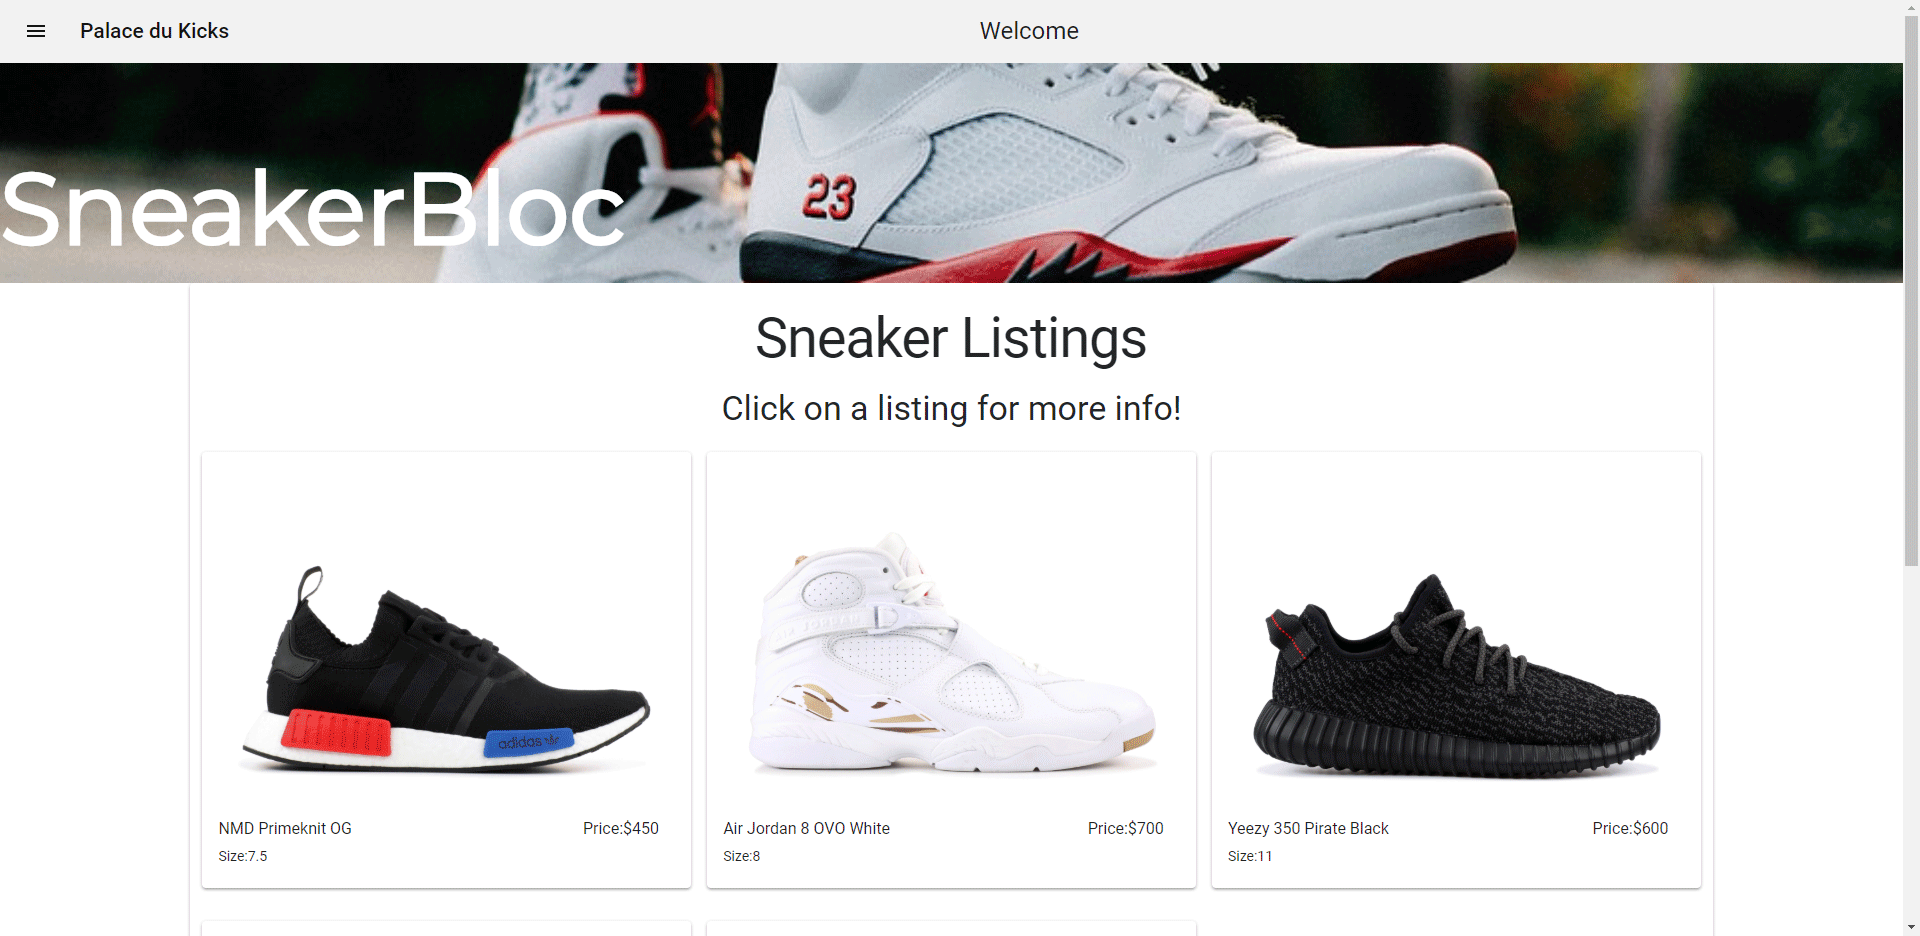 Palace du Kicks
Welcome
23
SneakerBloc
Sneaker Listings
Click on a listing for more info!
adidas
AIR JORDAN
NMD Primeknit OG
Price:$450
Size:7.5
Air Jordan 8 OVO White
Price:$700
Size:8
Yeezy 350 Pirate Black
Price:$600
Size:11